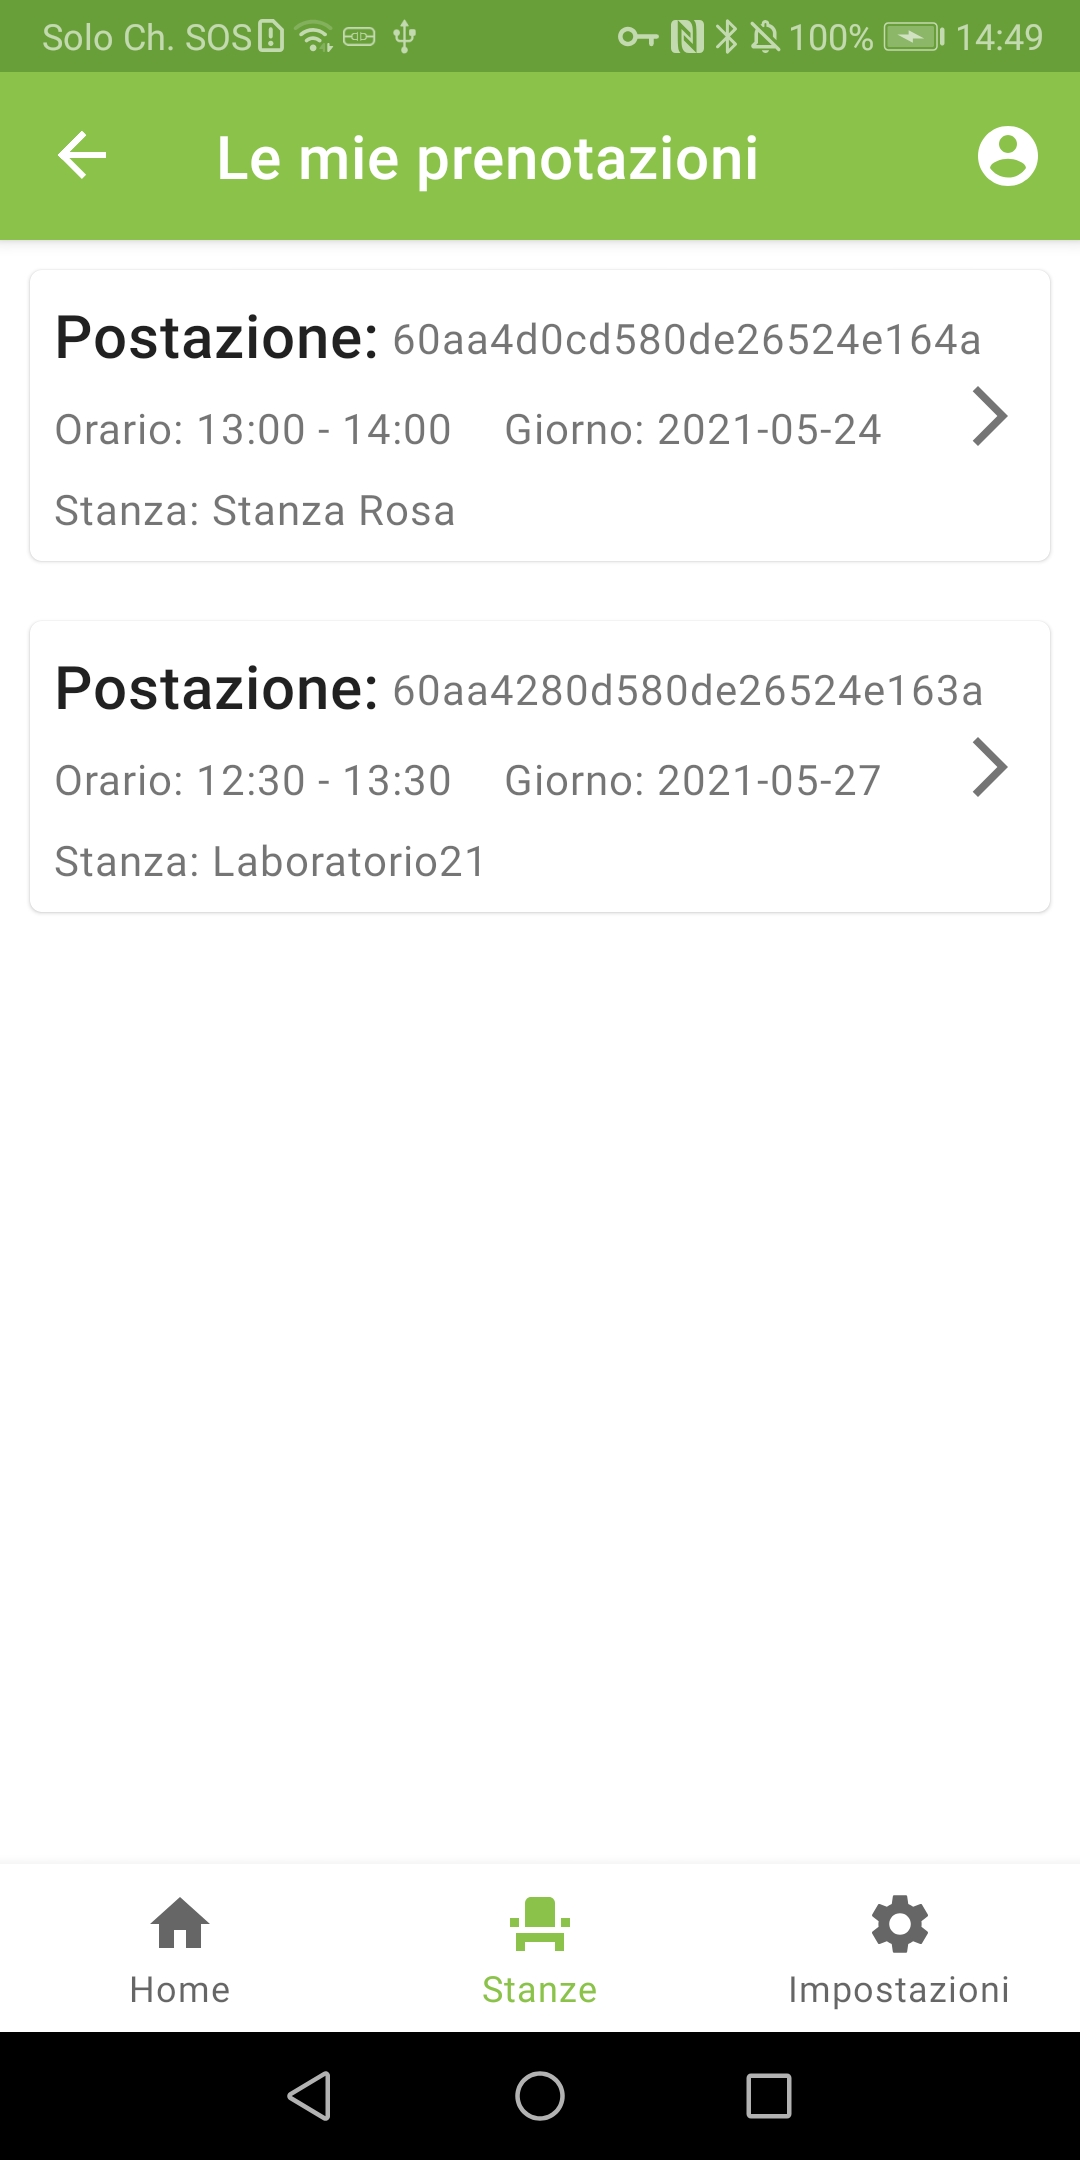 Solo Ch. SOS 100% 14:49
Le mie prenotazioni
Postazione: 60aa4d0cd580de26524e164a
Orario: 13:00 - 14:00 Giorno: 2021-05-24
Stanza: Stanza Rosa
Postazione: 60aa4280d580de26524e163a
Orario: 12:30 - 13:30 Giorno: 2021-05-27
Stanza: Laboratorio21
Home Stanze Impostazioni